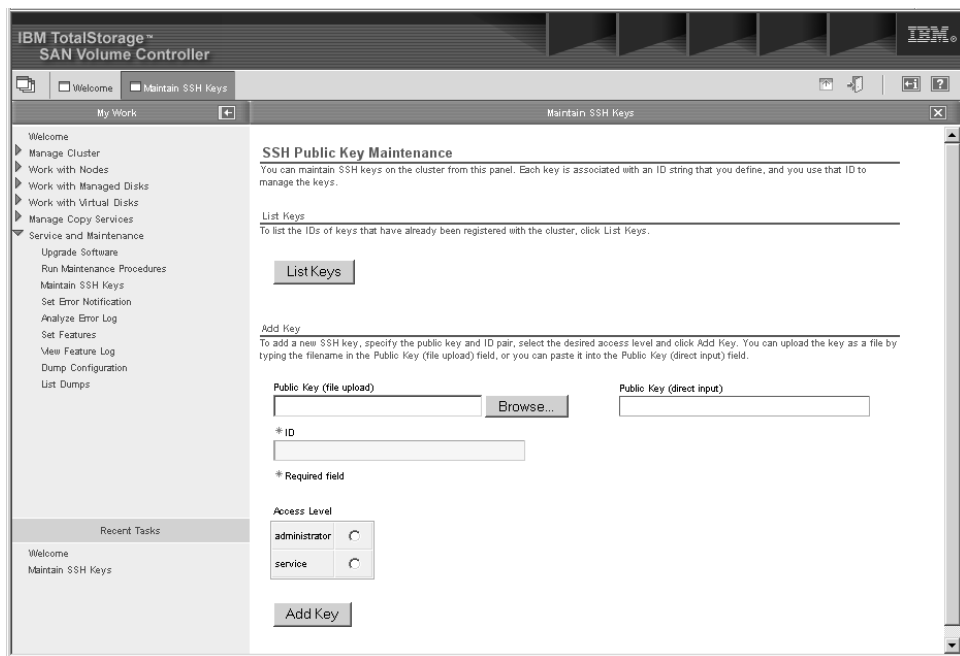 IBM TotalStorage™
SAN Volume Controller
IBM®
Welcome
Maintain SSH Keys
?
My Work
Maintain SSH Keys
Welcome
Manage Cluster
Work with Nodes
Work with Managed Disks
Work with Virtual Disks
Manage Copy Services
Service and Maintenance
Upgrade Software
Run Maintenance Procedures
Maintain SSH Keys
Set Error Notification
Analyze Error Log
Set Features
View Feature Log
Dump Configuration
List Dumps
Recent Tasks
Welcome
Maintain SSH Keys
SSH Public Key Maintenance
You can maintain SSH keys on the cluster from this panel. Each key is associated with an ID string that you define, and you use that ID to
manage the keys.
List Keys
To list the IDs of keys that have already been registered with the cluster, click List Keys.
List Keys
Add Key
To add a new SSH key, specify the public key and ID pair, select the desired access level and click Add Key. You can upload the key as a file by
typing the filename in the Public Key (file upload) field, or you can paste it into the Public Key (direct input) field.
Public Key (file upload)
Public Key (direct input)
Browse...
* ID
* Required field
Access Level
administrator
service
Add Key